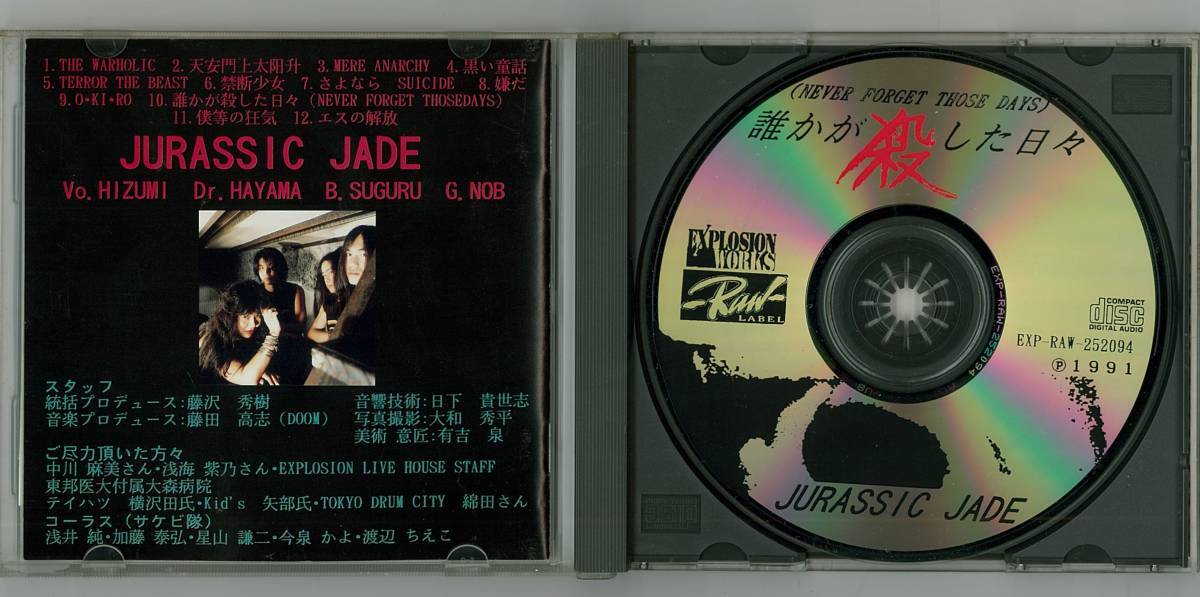 1.THE WARHOLIC 2.天安門上太阳升 3.MERE ANARCHY 4.黒い童話
5.TERROR THE BEAST 6.禁断少女 7.さよなら SUICIDE 8.嫌だ
9.O・KI・RO 10.誰かが殺した日々(NEVER FORGET THOSEDAYS)
11.僕等の狂気 12.エスの解放
JURASSIC JADE
Vo.HIZUMI Dr.HAYAMA B.SUGURU G.NOB
スタッフ
統括プロデュース:藤沢 秀樹 音響技術:日下 貴世志
音楽プロデュース:藤田 高志(DOOM) 写真撮影:大和 秀平
美術 意匠:有吉 泉
ご尽力頂いた方々
中川 麻美さん・浅海 紫乃さん・EXPLOSION LIVE HOUSE STAFF
東邦医大付属大森病院
テイハツ 横沢田氏・Kid's 矢部氏・TOKYO DRUM CITY 綿田さん
コーラス(サケビ隊)
浅井 純・加藤 泰弘・星山 謙二・今泉 かよ・渡辺 ちえこ
(NEVER FORGET THOSE DAYS)
誰かが殺した日々
EXPLOSION
WORKS
Raw
LABEL
COMPACT
disc
DIGITAL AUDIO
EXP-RAW-252094
Ⓟ1991
EXP-RAW-252094
JURASSIC JADE